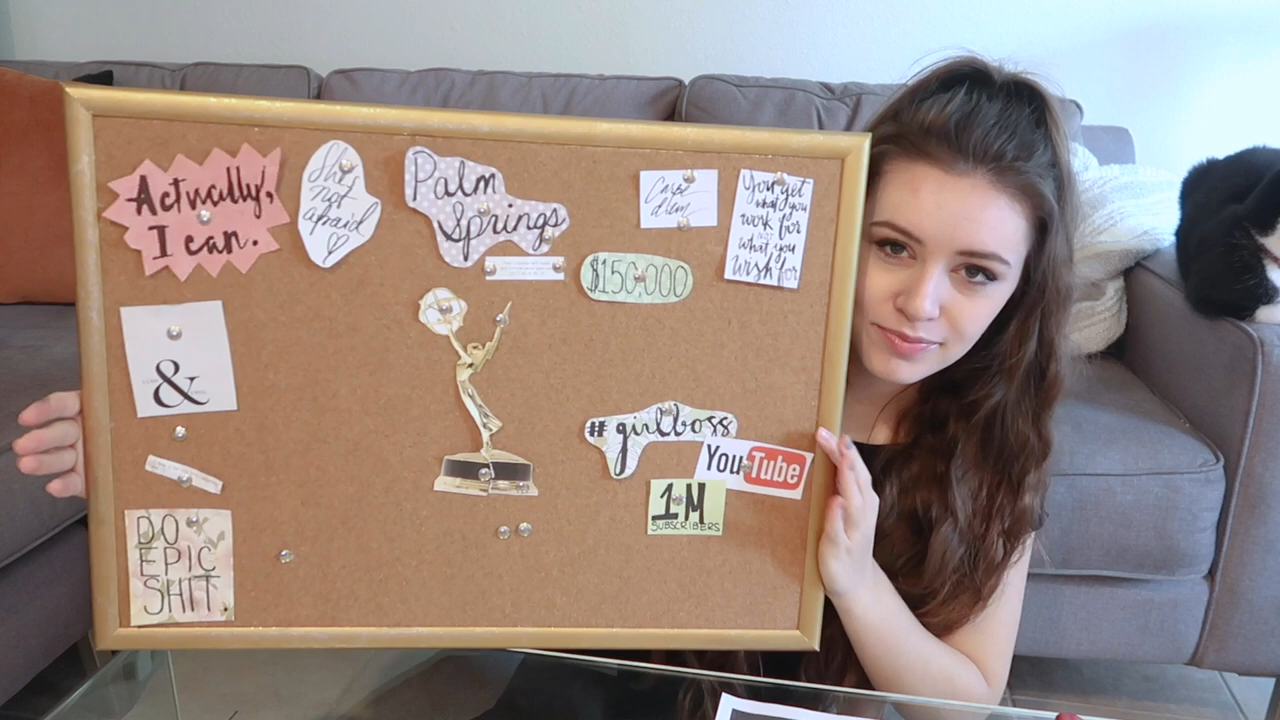 Actually,
I can.
She
not
afraid
Palm
Springs
Carpe
diem
You get
what you
work for
NOT
what you
wish for
$150,000
&
#girlboss
YouTube
1M
SUBSCRIBERS
DO
EPIC
SHIT